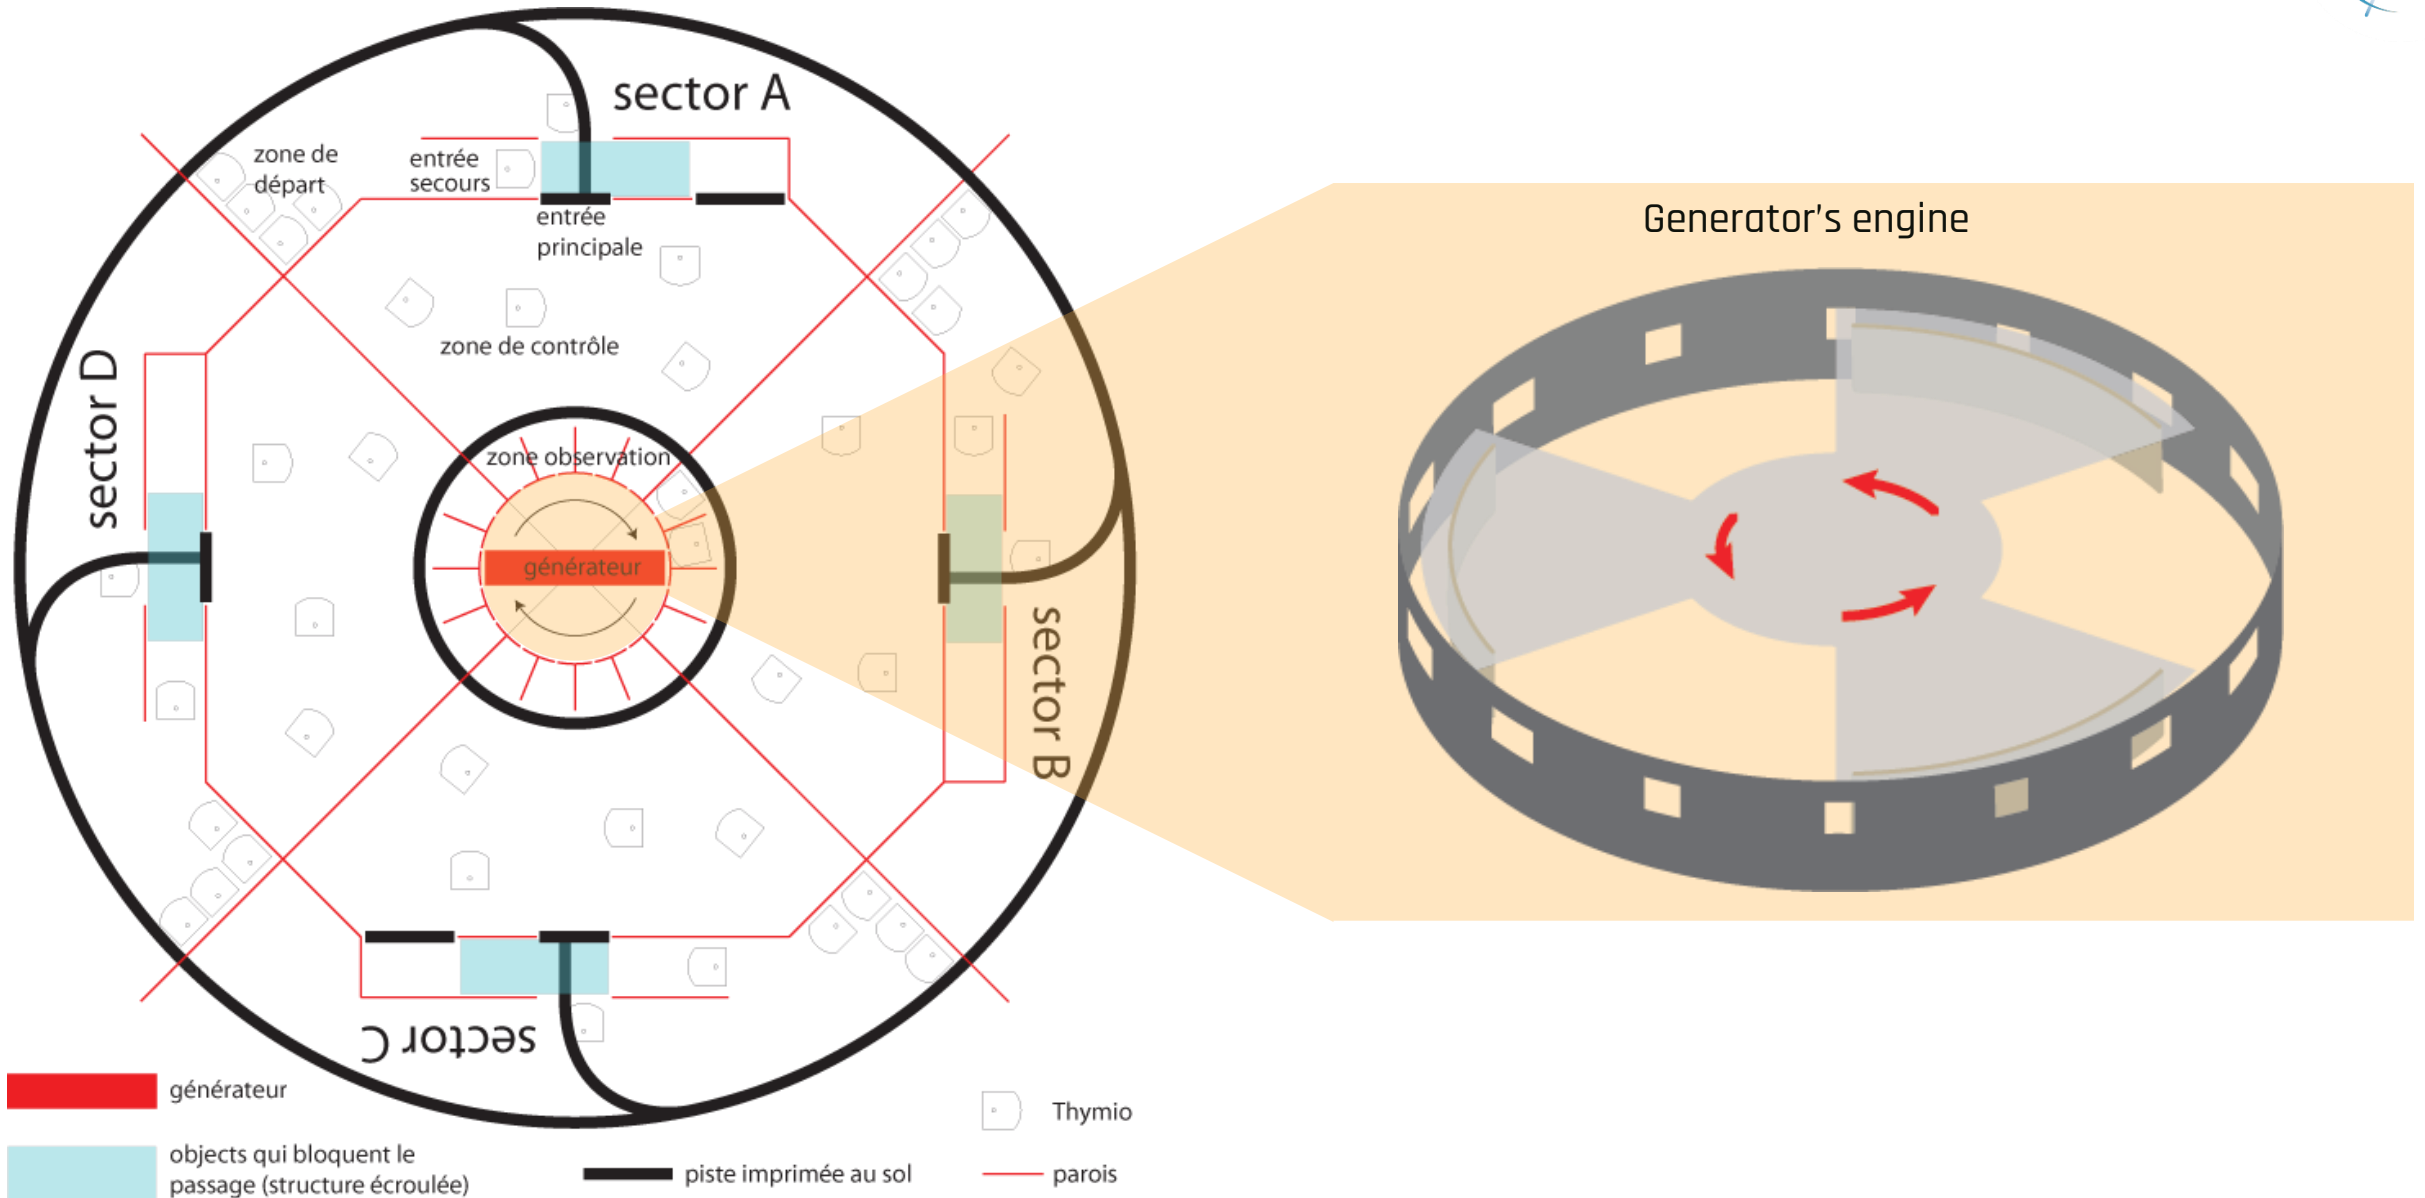 sector A
zone de
départ
entrée
secours
entrée
principale
zone de contrôle
sector D
zone observation
générateur
sector B
sector C
Generator's engine
générateur
objects qui bloquent le
passage (structure écroulée)
piste imprimée au sol
Thymio
parois